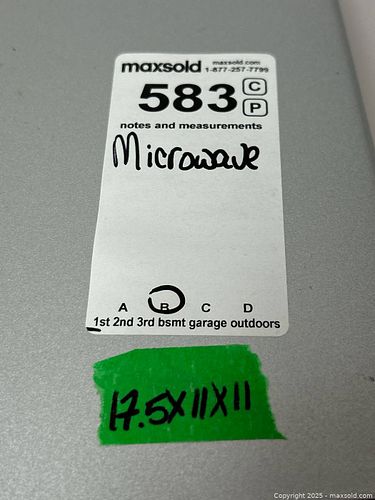 maxsold
maxsold.com
1-877-257-7799
583
C
P
notes and measurements
Microwave
A B C D
1st 2nd 3rd bsmt garage outdoors
17.5X11X11
Copyright 2025 - maxsold.com